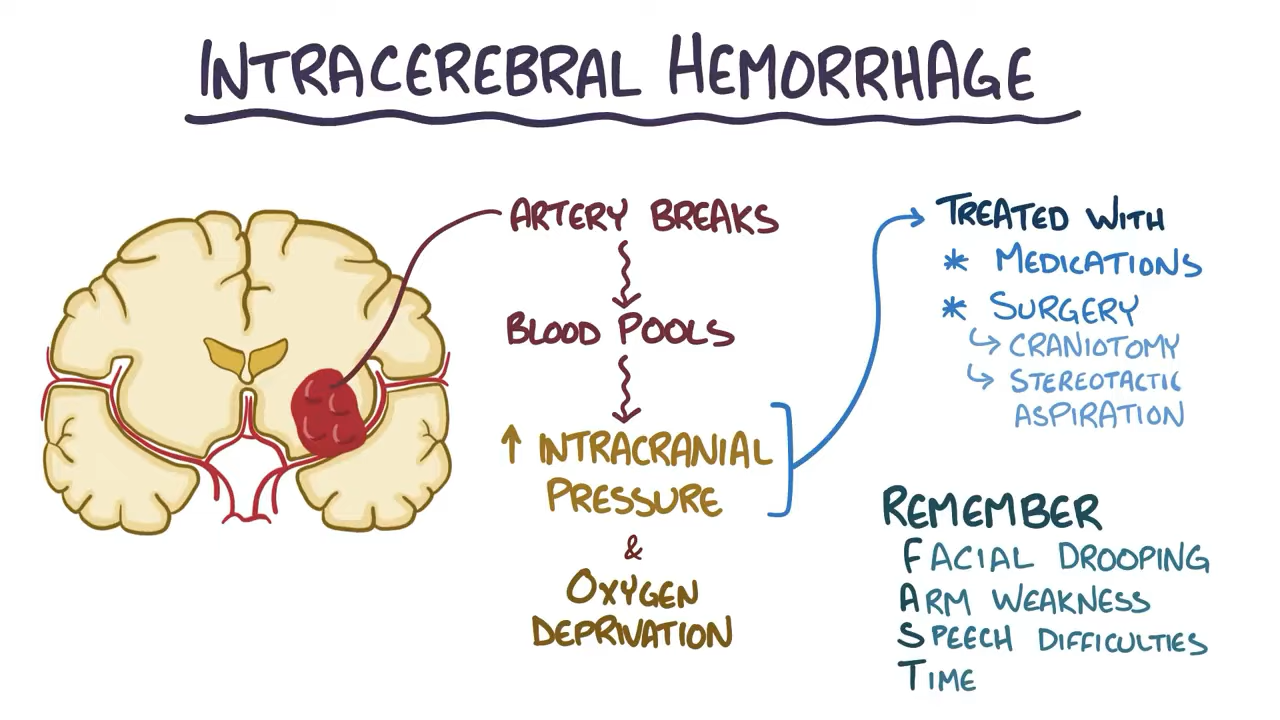 INTRACEREBRAL HEMORRHAGE
ARTERY BREAKS
BLOOD POOLS
↑ INTRACRANIAL
PRESSURE
&
OXYGEN
DEPRIVATION
TREATED WITH
* MEDICATIONS
* SURGERY
↳ CRANIOTOMY
↳ STEREOTACTIC
ASPIRATION
REMEMBER
FACIAL DROOPING
ARM WEAKNESS
SPEECH DIFFICULTIES
TIME